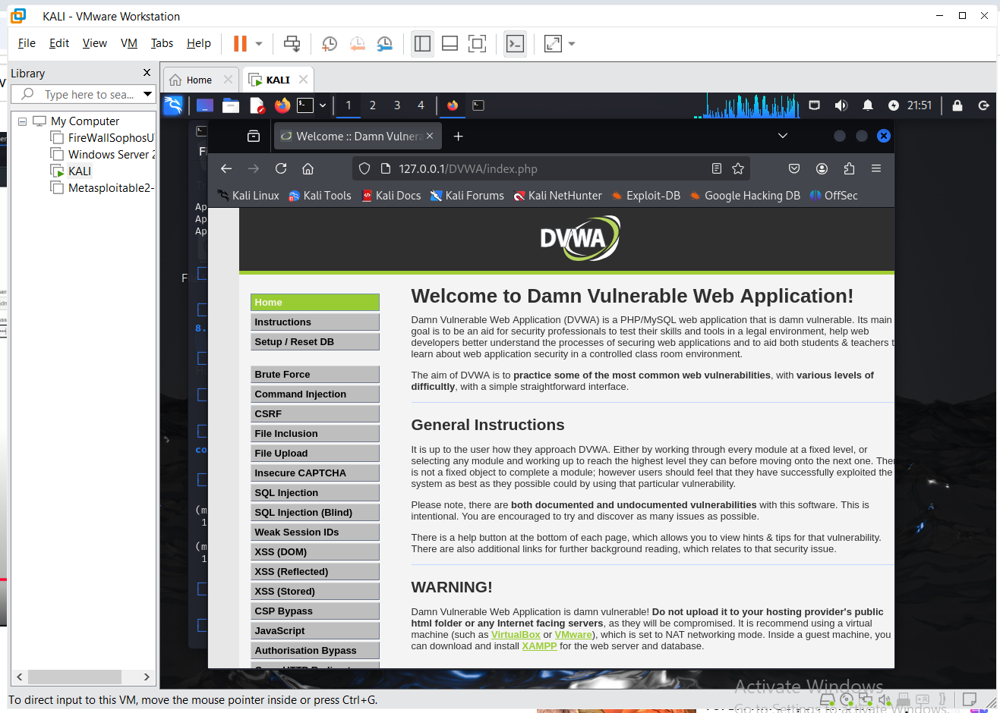 KALI - VMware Workstation
File Edit View VM Tabs Help
Library
Type here to sea...
My Computer
FireWallSophosU
Windows Server 2
KALI
Metasploitable2-
Home
KALI
1 2 3 4
21:51
Welcome :: Damn Vulnera
127.0.0.1/DVWA/index.php
Kali Linux Kali Tools Kali Docs Kali Forums Kali NetHunter Exploit-DB Google Hacking DB OffSec
DVWA
Home
Instructions
Setup / Reset DB
Brute Force
Command Injection
CSRF
File Inclusion
File Upload
Insecure CAPTCHA
SQL Injection
SQL Injection (Blind)
Weak Session IDs
XSS (DOM)
XSS (Reflected)
XSS (Stored)
CSP Bypass
JavaScript
Authorisation Bypass
Welcome to Damn Vulnerable Web Application!
Damn Vulnerable Web Application (DVWA) is a PHP/MySQL web application that is damn vulnerable. Its main
goal is to be an aid for security professionals to test their skills and tools in a legal environment, help web
developers better understand the processes of securing web applications and to aid both students & teachers t
learn about web application security in a controlled class room environment.
The aim of DVWA is to practice some of the most common web vulnerabilities, with various levels of
difficultly, with a simple straightforward interface.
General Instructions
It is up to the user how they approach DVWA. Either by working through every module at a fixed level, or
selecting any module and working up to reach the highest level they can before moving onto the next one. Ther
is not a fixed object to complete a module; however users should feel that they have successfully exploited the
system as best as they possible could by using that particular vulnerability.
Please note, there are both documented and undocumented vulnerabilities with this software. This is
intentional. You are encouraged to try and discover as many issues as possible.
There is a help button at the bottom of each page, which allows you to view hints & tips for that vulnerability.
There are also additional links for further background reading, which relates to that security issue.
WARNING!
Damn Vulnerable Web Application is damn vulnerable! Do not upload it to your hosting provider's public
html folder or any Internet facing servers, as they will be compromised. It is recommend using a virtual
machine (such as VirtualBox or VMware), which is set to NAT networking mode. Inside a guest machine, you
can download and install XAMPP for the web server and database.
Ap
Ap
Ap
F
8.
co
(m
1
(m
1
To direct input to this VM, move the mouse pointer inside or press Ctrl+G.
Activate Windows
Go to Settings to activate Windows.